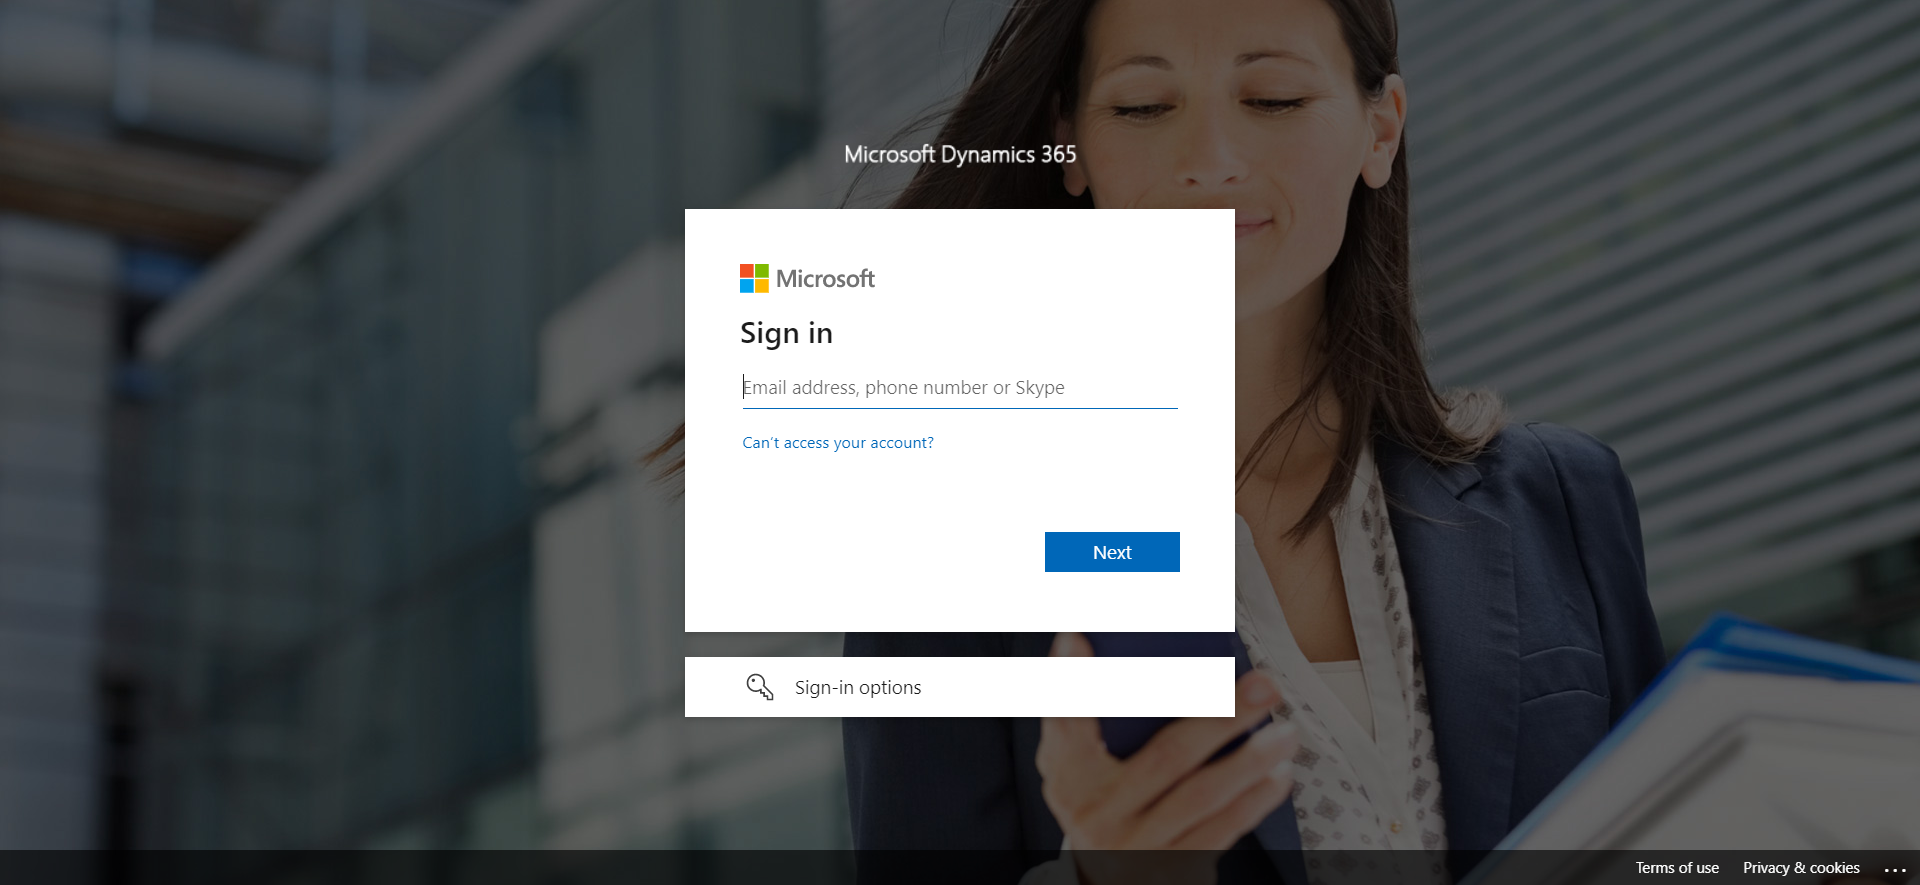 Microsoft Dynamics 365
Microsoft
Sign in
Email address, phone number or Skype
Can't access your account?
Next
Sign-in options
Terms of use
Privacy & cookies
...